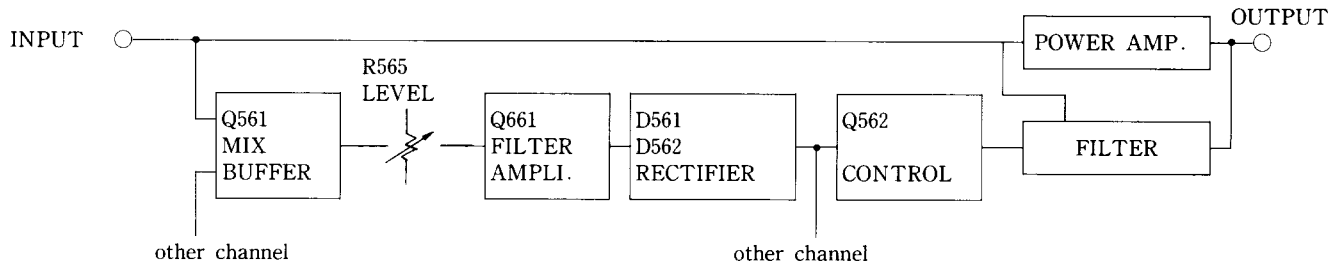 INPUT
OUTPUT
POWER AMP.
R565
LEVEL
Q561
MIX
BUFFER
Q661
FILTER
AMPLI.
D561
D562
RECTIFIER
Q562
CONTROL
FILTER
other channel
other channel